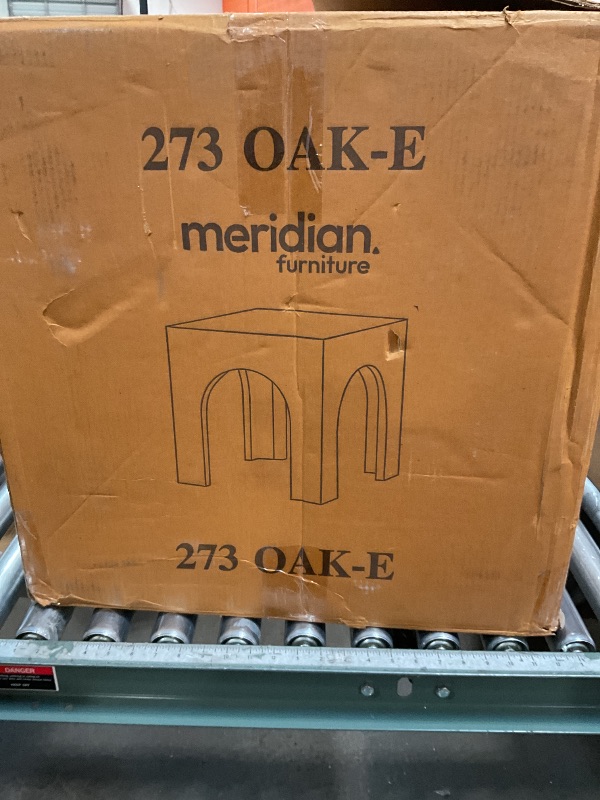 273 OAK-E
meridian.
furniture
273 OAK-E
DANGER